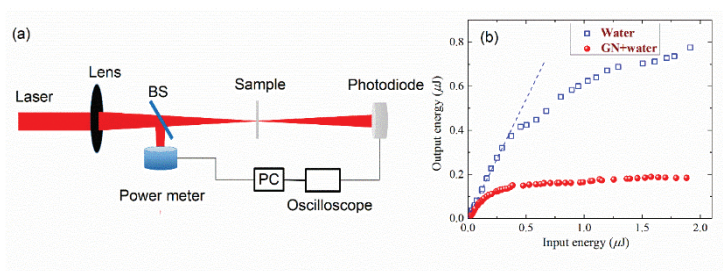 (a)
Lens
BS
Sample
Photodiode
Laser
Power meter
PC
Oscilloscope
(b)
Water
GN+water
Output energy (μJ)
0.8
0.6
0.4
0.2
0.0
0.0 0.5 1.0 1.5 2.0
Input energy (μJ)